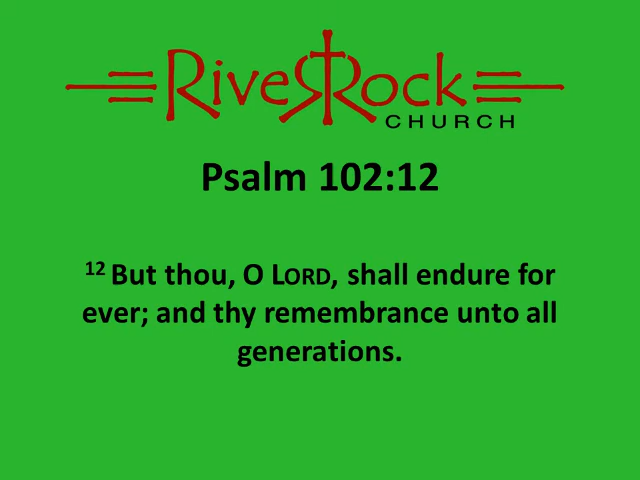 RiverRock
CHURCH
Psalm 102:12
12 But thou, O LORD, shall endure for
ever; and thy remembrance unto all
generations.